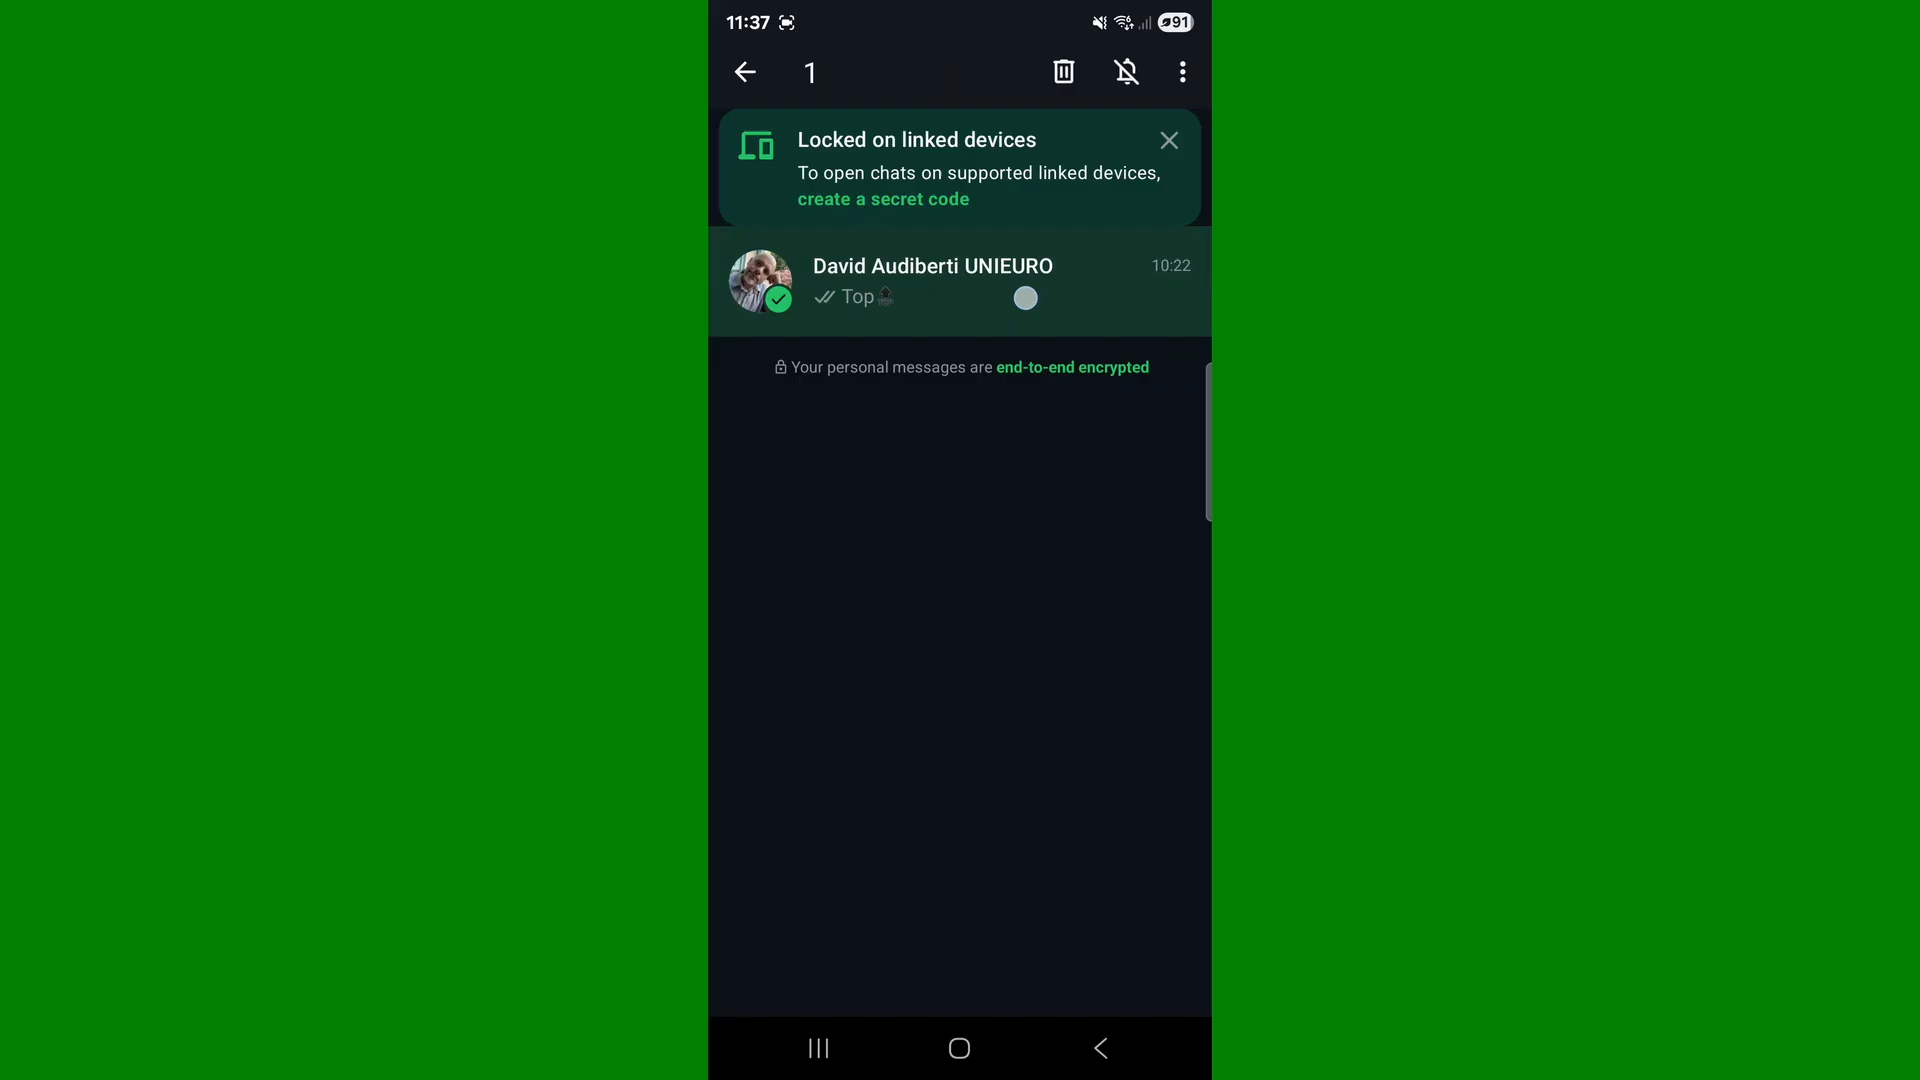 11:37
91
1
Locked on linked devices
To open chats on supported linked devices,
create a secret code
David Audiberti UNIEURO
10:22
Top🔝
Your personal messages are end-to-end encrypted